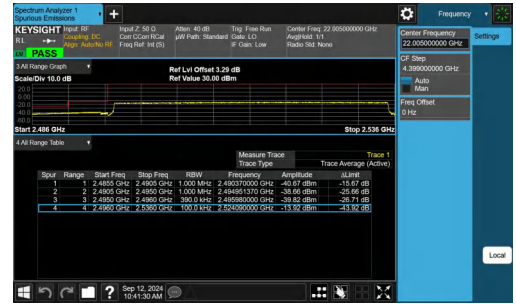 Spectrum Analyzer 1
Spurious Emissions
Frequency
KEYSIGHT
Input: RF
Coupling: DC
Align: Auto/No RF
Input Z: 50 Ω
Corr CCorr RCal
Freq Ref: Int (S)
Atten: 40 dB
µW Path: Standard
Trig: Free Run
Gate: LO
IF Gain: Low
Center Freq: 22.005000000 GHz
Avg|Hold: 1/1
Radio Std: None
RL
PASS
Center Frequency
22.005000000 GHz
Settings
CF Step
4.399000000 GHz
Auto
Man
Freq Offset
0 Hz
3 All Range Graph
Scale/Div 10.0 dB
Ref Lvl Offset 3.29 dB
Ref Value 30.00 dBm
20.0
0.00
-40.0
Start 2.486 GHz
Stop 2.536 GHz
4 All Range Table
Measure Trace Trace 1
Trace Type Trace Average (Active)
Spur Range Start Freq Stop Freq RBW Frequency Amplitude ΔLimit
1 1 2.4855 GHz 2.4905 GHz 1.000 MHz 2.490370000 GHz -40.67 dBm -15.67 dB
2 2 2.4905 GHz 2.4950 GHz 1.000 MHz 2.494951370 GHz -38.66 dBm -25.66 dB
3 3 2.4950 GHz 2.4960 GHz 390.0 kHz 2.495980000 GHz -39.82 dBm -26.71 dB
4 4 2.4960 GHz 2.5360 GHz 100.0 kHz 2.524090000 GHz -13.92 dBm -43.92 dB
Local
Sep 12, 2024
10:41:30 AM